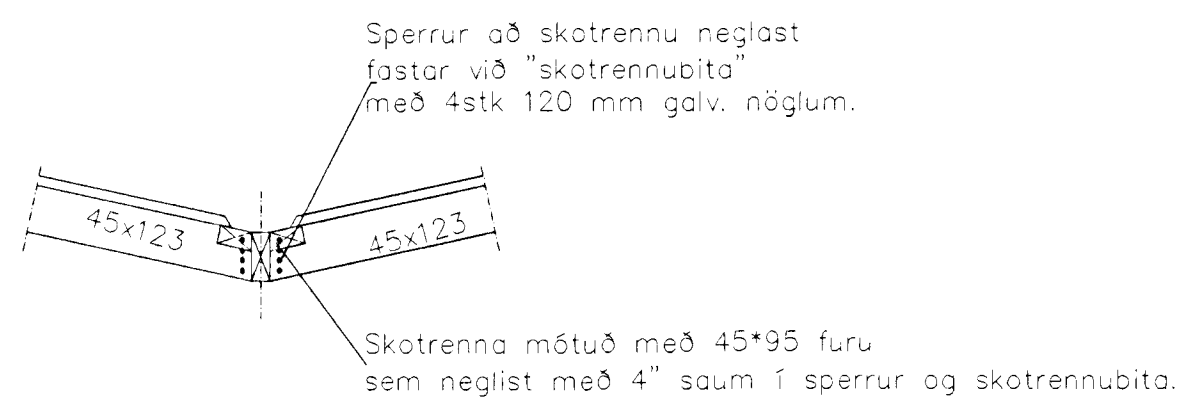 Sperrur að skotrennu neglast
fastar við "skotrennubita"
með 4stk 120 mm galv. nöglum.
45x123
45x123
Skotrenna mótuð með 45*95 furu
sem neglist með 4" saum í sperrur og skotrennubita.